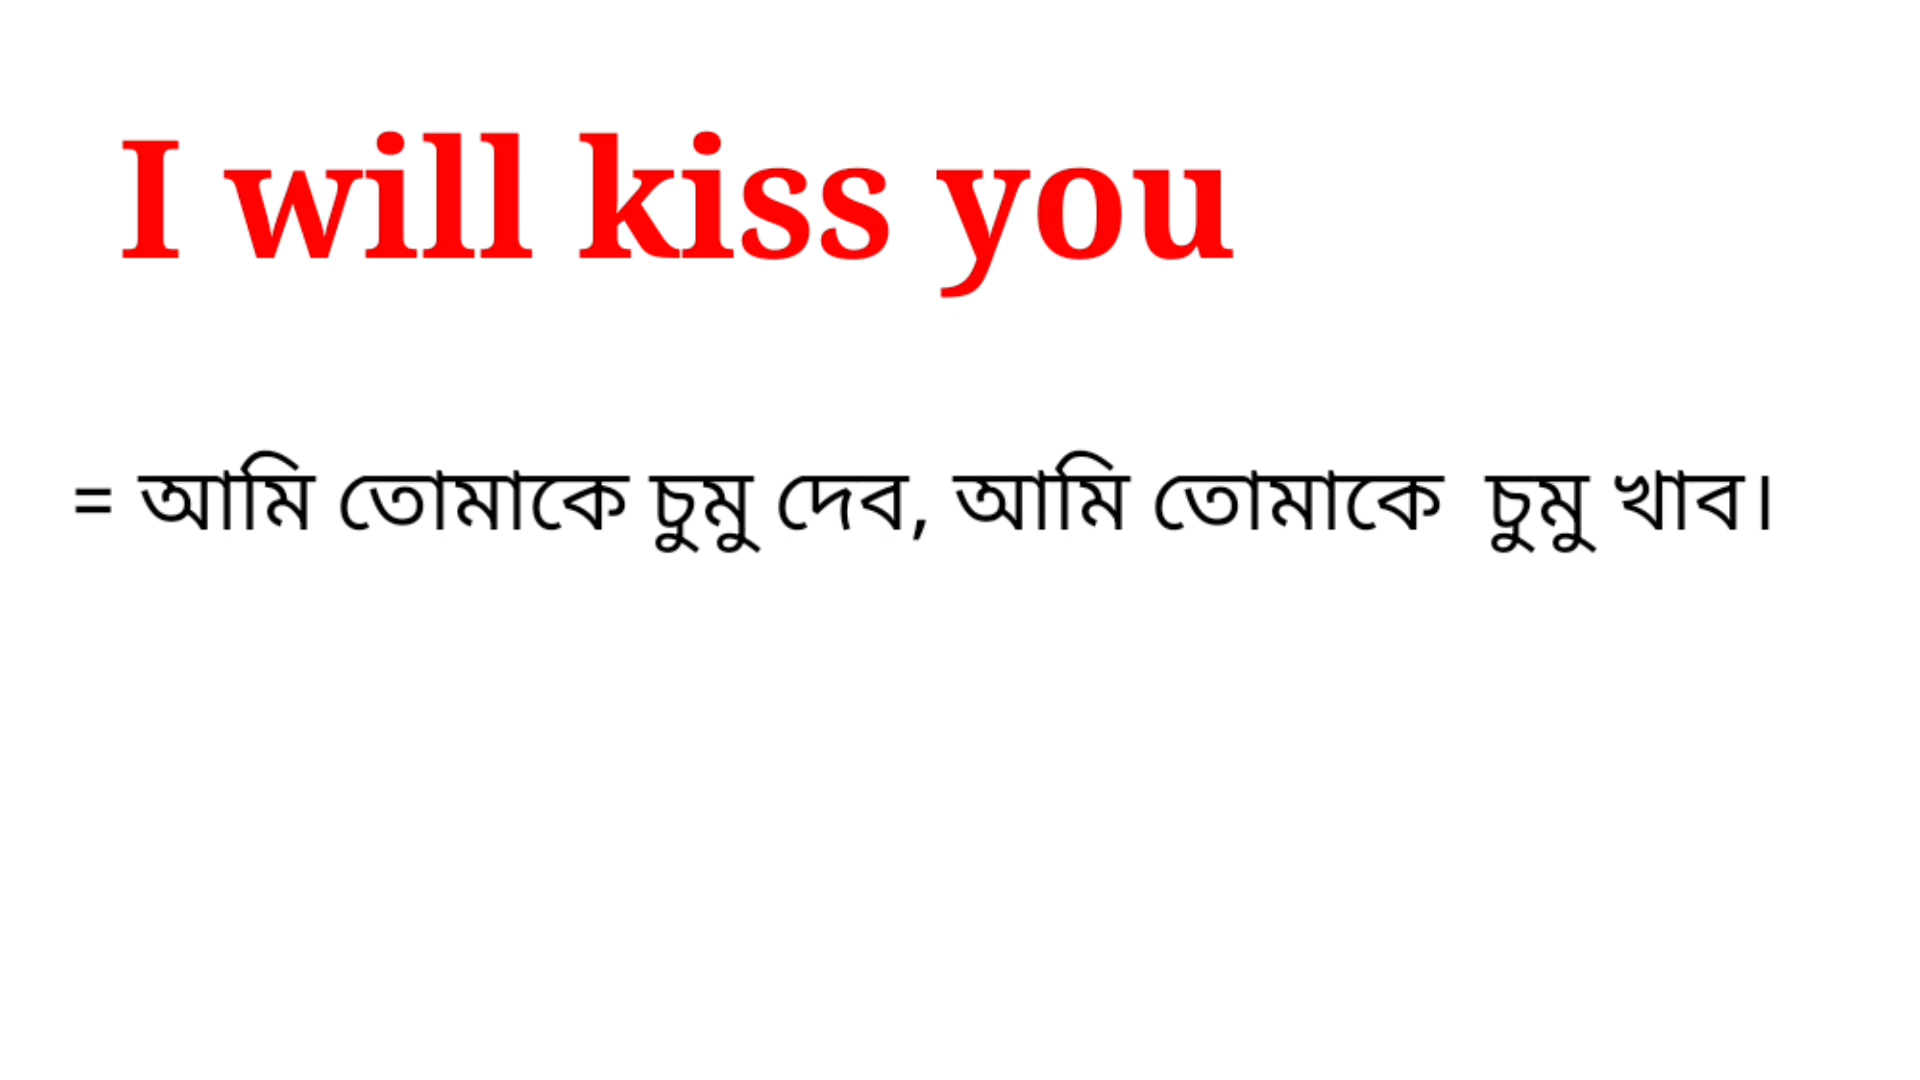 I will kiss you
= আমি তোমাকে চুমু দেব, আমি তোমাকে চুমু খাব।